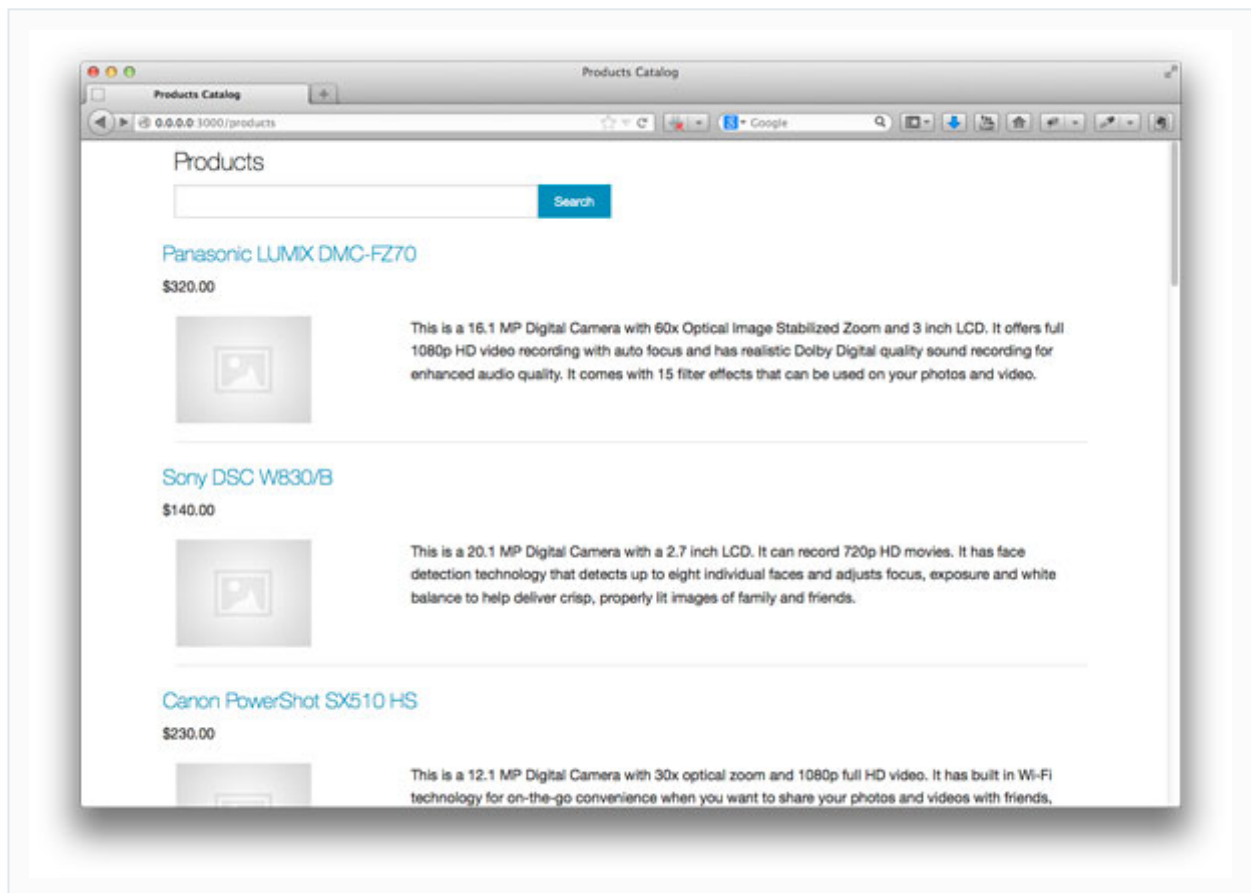 Products Catalog
Products Catalog
0.0.0.0:3000/products
Google
Products
Search
Panasonic LUMIX DMC-FZ70
$320.00
This is a 16.1 MP Digital Camera with 60x Optical Image Stabilized Zoom and 3 inch LCD. It offers full
1080p HD video recording with auto focus and has realistic Dolby Digital quality sound recording for
enhanced audio quality. It comes with 15 filter effects that can be used on your photos and video.
Sony DSC W830/B
$140.00
This is a 20.1 MP Digital Camera with a 2.7 inch LCD. It can record 720p HD movies. It has face
detection technology that detects up to eight individual faces and adjusts focus, exposure and white
balance to help deliver crisp, properly lit images of family and friends.
Canon PowerShot SX510 HS
$230.00
This is a 12.1 MP Digital Camera with 30x optical zoom and 1080p full HD video. It has built in Wi-Fi
technology for on-the-go convenience when you want to share your photos and videos with friends,